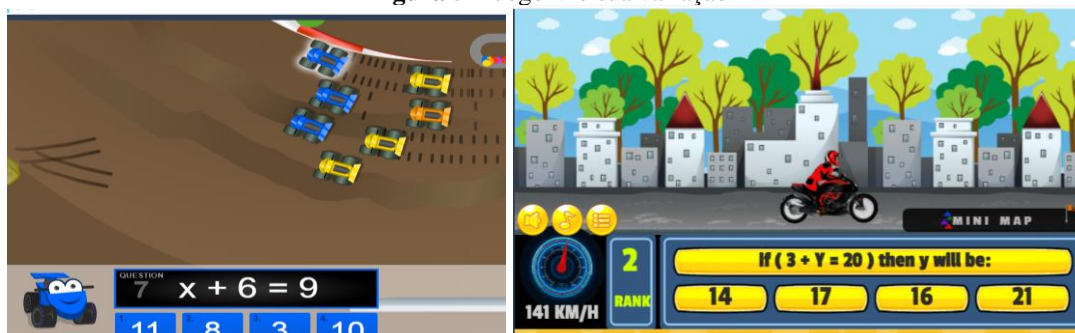 QUESTION
7 x + 6 = 9
1. 11 2. 8 3. 3 4. 10
MINI MAP
If ( 3 + Y = 20 ) then y will be:
2
RANK
14 17 16 21
141 KM/H